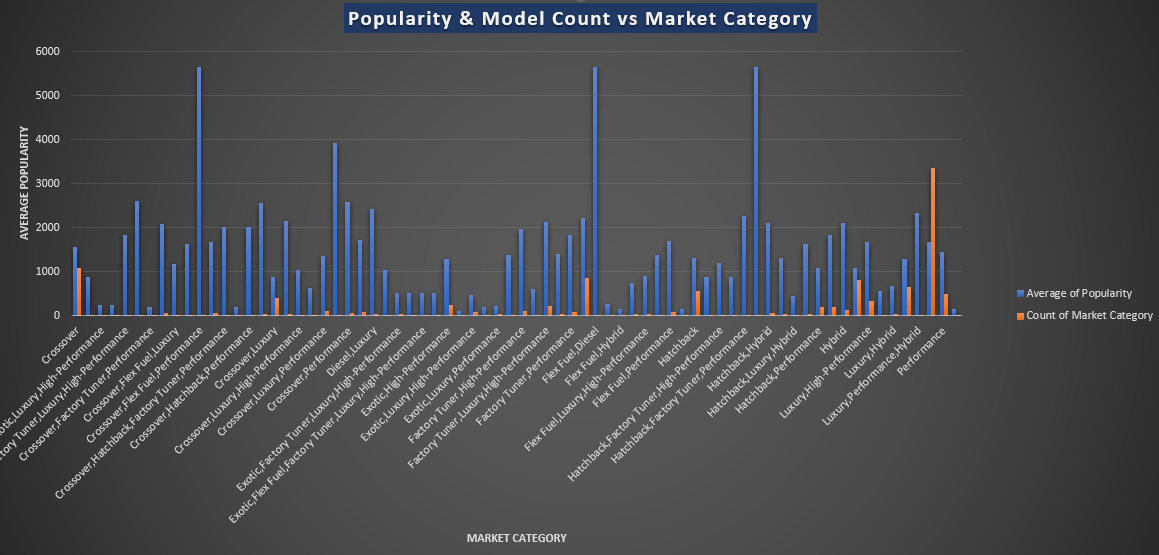 Popularity & Model Count vs Market Category
AVERAGE POPULARITY
6000
5000
4000
3000
2000
1000
0
Crossover
Luxury,High-Performance
Tuner,Luxury,High-Performance
Crossover,Factory Tuner,Performance
Crossover,Flex Fuel,Luxury
Crossover,Flex Fuel,Performance
Crossover,Hatchback,Factory Tuner,Performance
Crossover,Hatchback,Performance
Crossover,Luxury
Crossover,Luxury,High-Performance
Crossover,Luxury,Performance
Crossover,Performance
Diesel,Luxury
Exotic,Factory Tuner,Luxury,High-Performance
Exotic,Flex Fuel,Factory Tuner,Luxury,High-Performance
Exotic,High-Performance
Exotic,Luxury,High-Performance
Exotic,Luxury,Performance
Factory Tuner,High-Performance
Factory Tuner,Luxury,High-Performance
Factory Tuner,Performance
Flex Fuel,Diesel
Flex Fuel,Hybrid
Flex Fuel,Luxury,High-Performance
Flex Fuel,Performance
Hatchback
Hatchback,Factory Tuner,High-Performance
Hatchback,Factory Tuner,Performance
Hatchback,Hybrid
Hatchback,Luxury,Hybrid
Hatchback,Performance
Hybrid
Luxury,High-Performance
Luxury,Hybrid
Luxury,Performance,Hybrid
Performance
MARKET CATEGORY
Average of Popularity
Count of Market Category